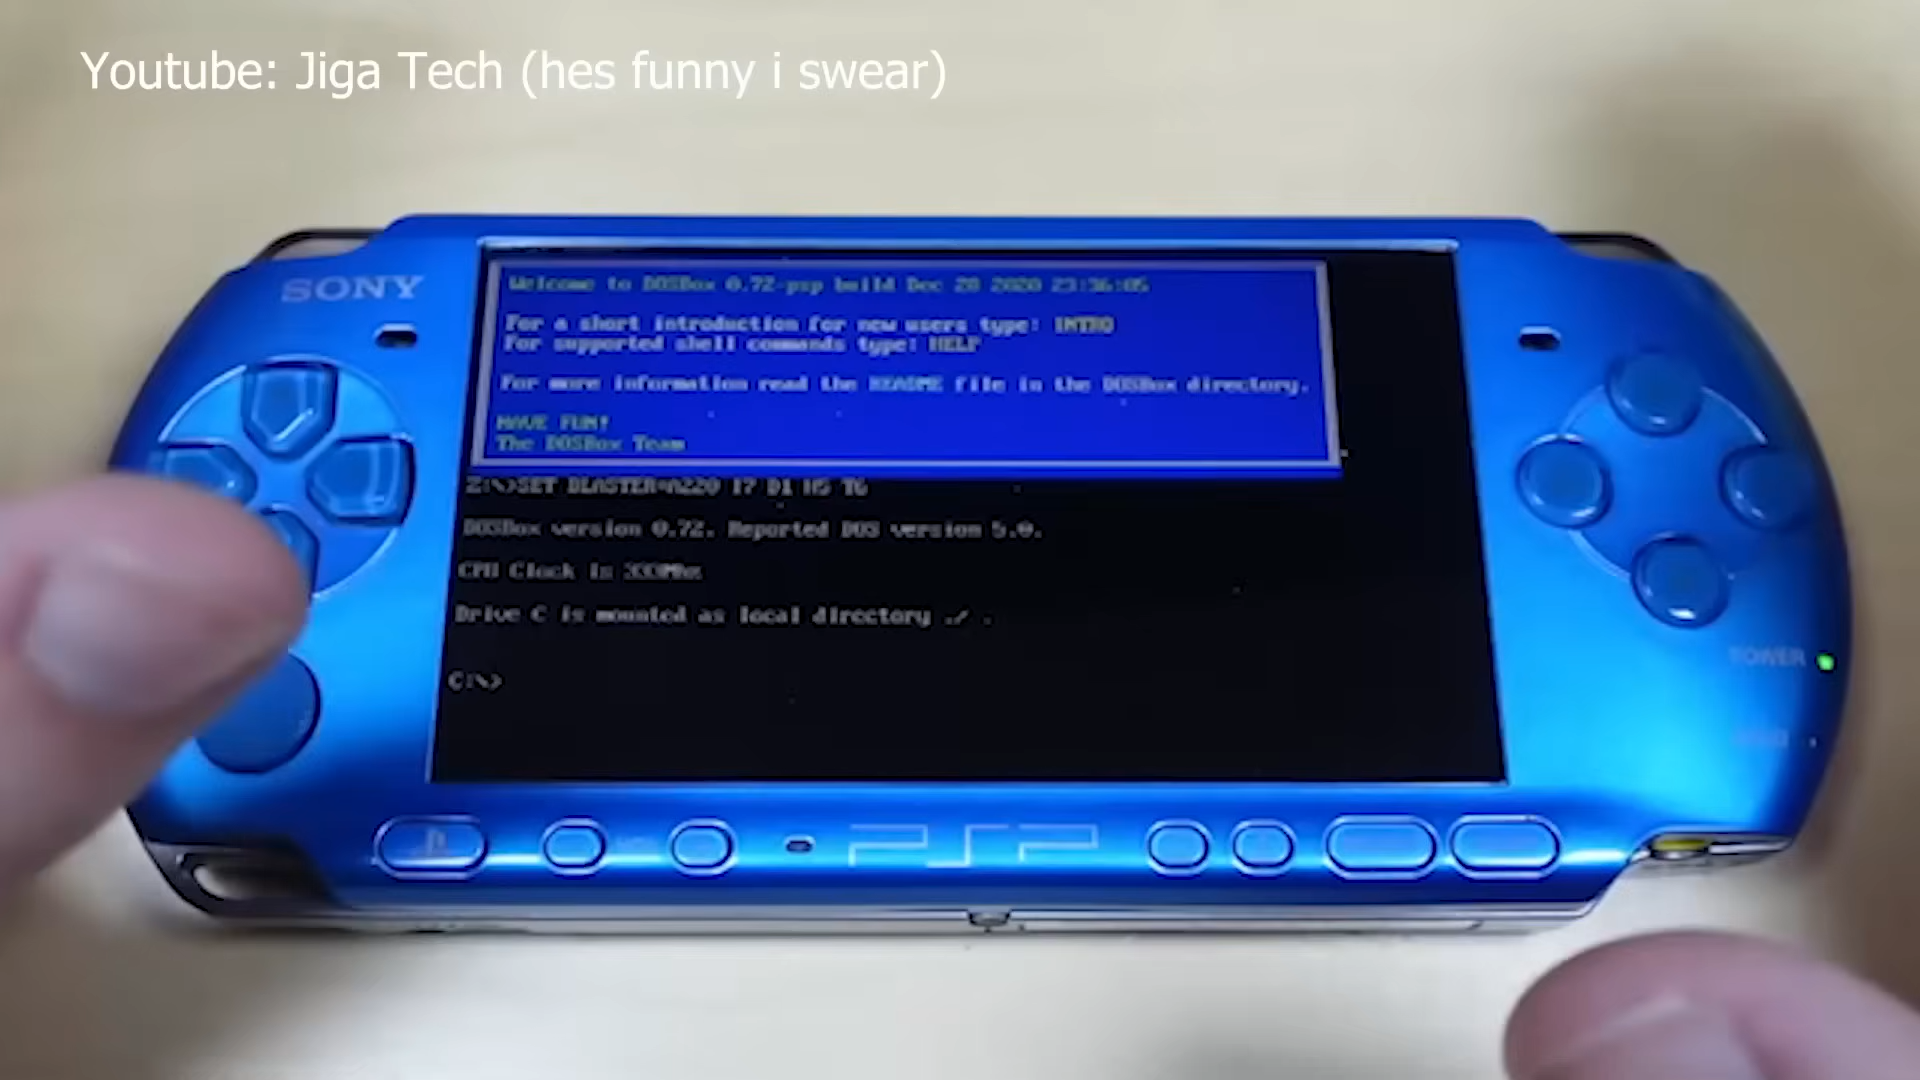 Youtube: Jiga Tech (hes funny i swear)
SONY
Welcome to DOSBox 0.72-psp build Dec 28 2020 23:36:05
For a short introduction for new users type: INTRO
For supported shell commands type: HELP
For more information read the README file in the DOSBox directory.
HAVE FUN!
The DOSBox Team
Z:\>SET BLASTER=A220 I7 D1 H5 T6
DOSBox version 0.72. Reported DOS version 5.0.
CPU Clock is 333Mhz
Drive C is mounted as local directory ./ .
C:\>
POWER
PSP